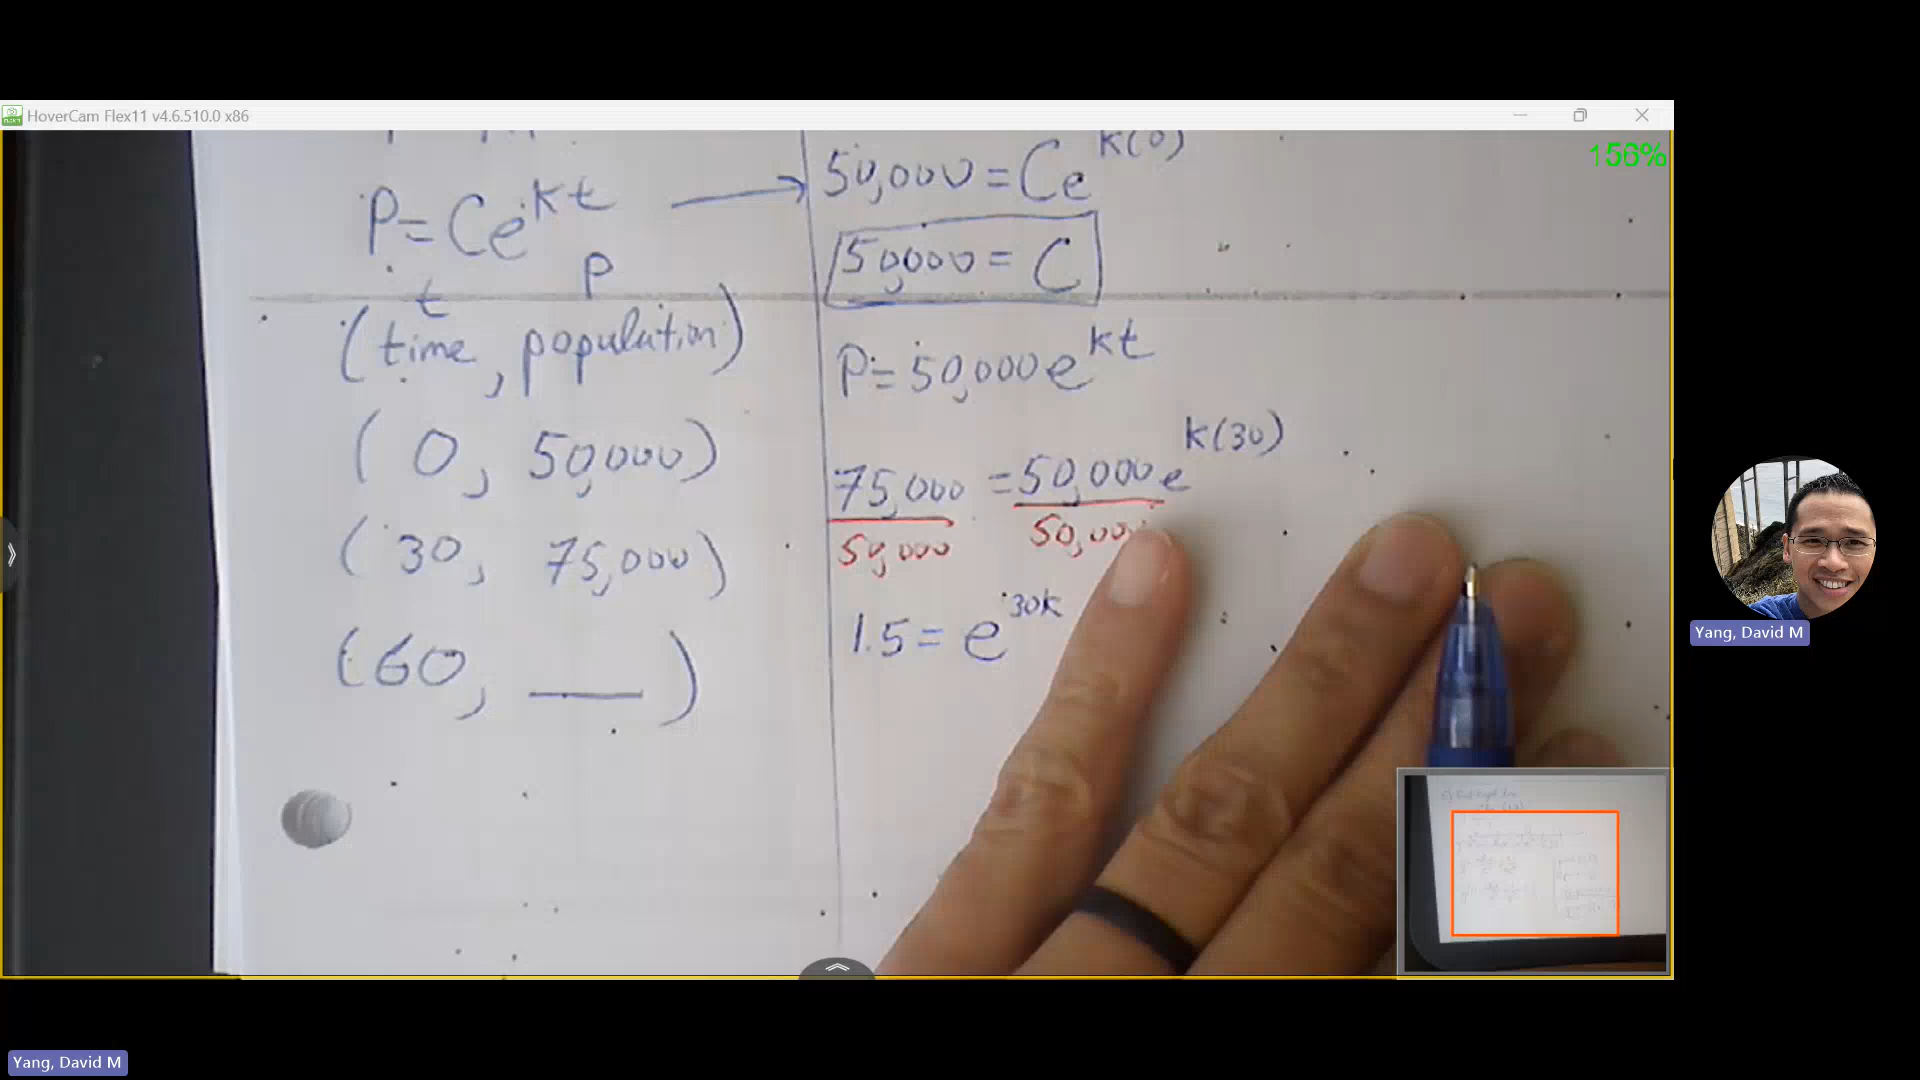 HoverCam Flex11 v4.6.510.0 x86
156%
P=Ce^kt
t P
(time, population)
(0, 50,000)
(30, 75,000)
(60, ___)
50,000=Ce^k(0)
50,000=C
P=50,000e^kt
75,000 =50,000e^k(30)
50,000 50,00
1.5=e^30k
Yang, David M
Yang, David M